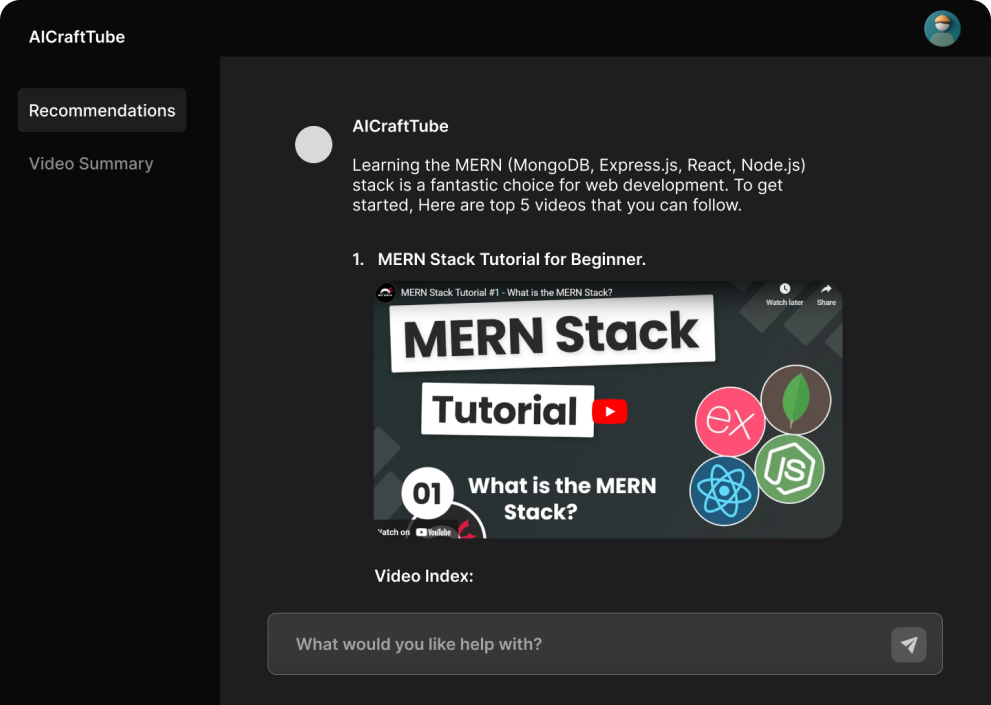 AICraftTube
Recommendations
Video Summary
AICraftTube
Learning the MERN (MongoDB, Express.js, React, Node.js)
stack is a fantastic choice for web development. To get
started, Here are top 5 videos that you can follow.
1. MERN Stack Tutorial for Beginner.
MERN Stack Tutorial #1 - What is the MERN Stack?
Watch later
Share
MERN Stack
Tutorial
ex
JS
01
What is the MERN
Stack?
Watch on YouTube
Video Index:
What would you like help with?